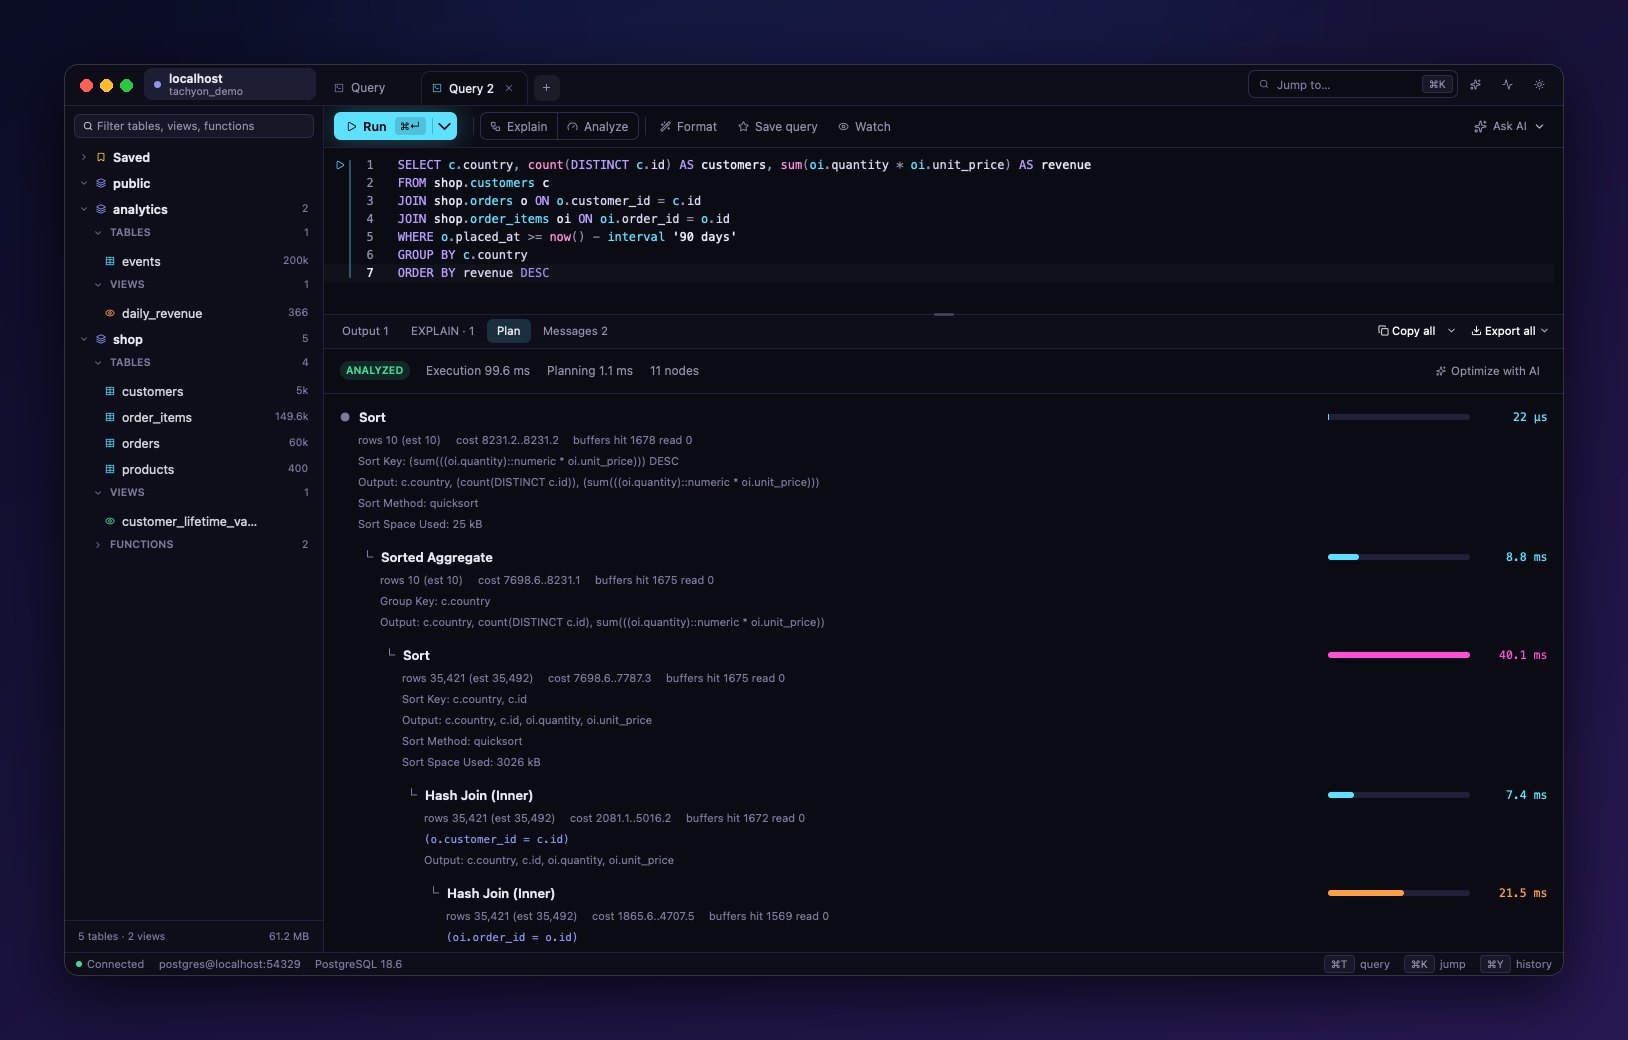 localhost
tachyon_demo
Query
Query 2 ×
+
Jump to... ⌘K
Filter tables, views, functions
Run ⌘↵
Explain
Analyze
Format
Save query
Watch
Ask AI
Saved
public
analytics 2
TABLES 1
events 200k
VIEWS 1
daily_revenue 366
shop 5
TABLES 4
customers 5k
order_items 149.6k
orders 60k
products 400
VIEWS 1
customer_lifetime_va...
FUNCTIONS 2
5 tables · 2 views 61.2 MB
1 SELECT c.country, count(DISTINCT c.id) AS customers, sum(oi.quantity * oi.unit_price) AS revenue
2 FROM shop.customers c
3 JOIN shop.orders o ON o.customer_id = c.id
4 JOIN shop.order_items oi ON oi.order_id = o.id
5 WHERE o.placed_at >= now() - interval '90 days'
6 GROUP BY c.country
7 ORDER BY revenue DESC
Output 1 EXPLAIN · 1 Plan Messages 2 Copy all Export all
ANALYZED Execution 99.6 ms Planning 1.1 ms 11 nodes Optimize with AI
Sort 22 µs
rows 10 (est 10) cost 8231.2..8231.2 buffers hit 1678 read 0
Sort Key: (sum(((oi.quantity)::numeric * oi.unit_price))) DESC
Output: c.country, (count(DISTINCT c.id)), (sum(((oi.quantity)::numeric * oi.unit_price)))
Sort Method: quicksort
Sort Space Used: 25 kB
Sorted Aggregate 8.8 ms
rows 10 (est 10) cost 7698.6..8231.1 buffers hit 1675 read 0
Group Key: c.country
Output: c.country, count(DISTINCT c.id), sum(((oi.quantity)::numeric * oi.unit_price))
Sort 40.1 ms
rows 35,421 (est 35,492) cost 7698.6..7787.3 buffers hit 1675 read 0
Sort Key: c.country, c.id
Output: c.country, c.id, oi.quantity, oi.unit_price
Sort Method: quicksort
Sort Space Used: 3026 kB
Hash Join (Inner) 7.4 ms
rows 35,421 (est 35,492) cost 2081.1..5016.2 buffers hit 1672 read 0
(o.customer_id = c.id)
Output: c.country, c.id, oi.quantity, oi.unit_price
Hash Join (Inner) 21.5 ms
rows 35,421 (est 35,492) cost 1865.6..4707.5 buffers hit 1569 read 0
(oi.order_id = o.id)
Connected postgres@localhost:54329 PostgreSQL 18.6 ⌘T query ⌘K jump ⌘Y history